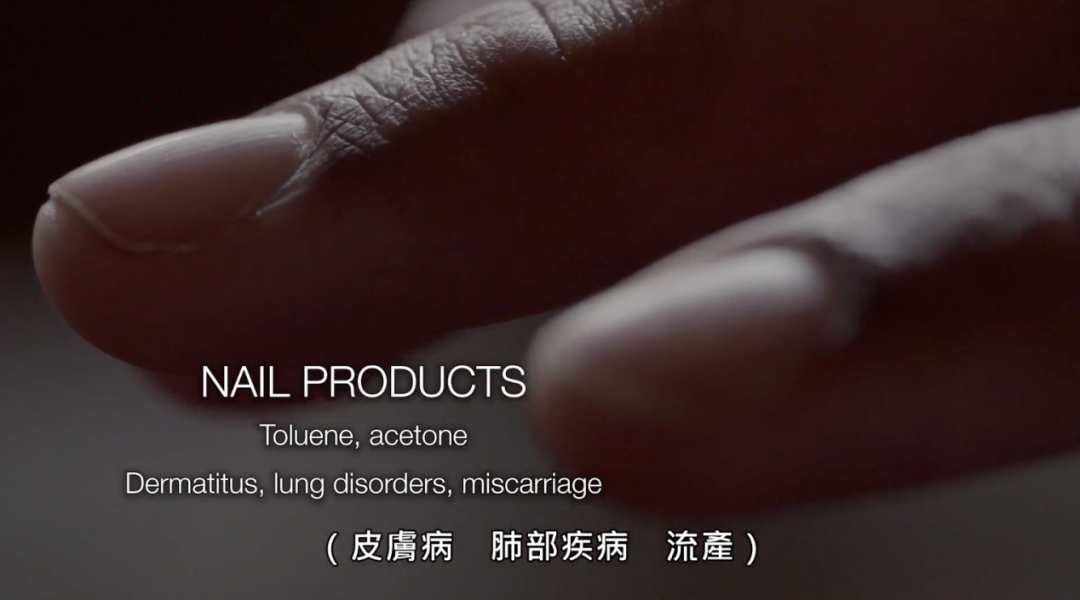 NAIL PRODUCTS
Toluene, acetone
Dermatitus, lung disorders, miscarriage
(皮膚病 肺部疾病 流產)